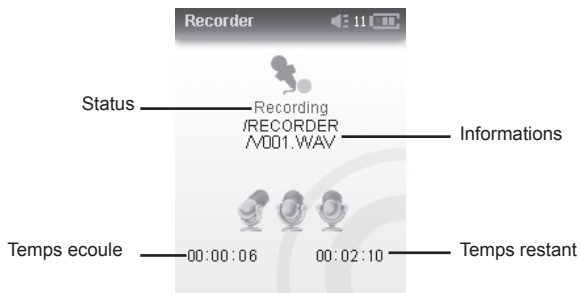 Recorder 11
Status
Recording
/RECORDER
/V001.WAV
Informations
Temps ecoule
00:00:06
00:02:10
Temps restant